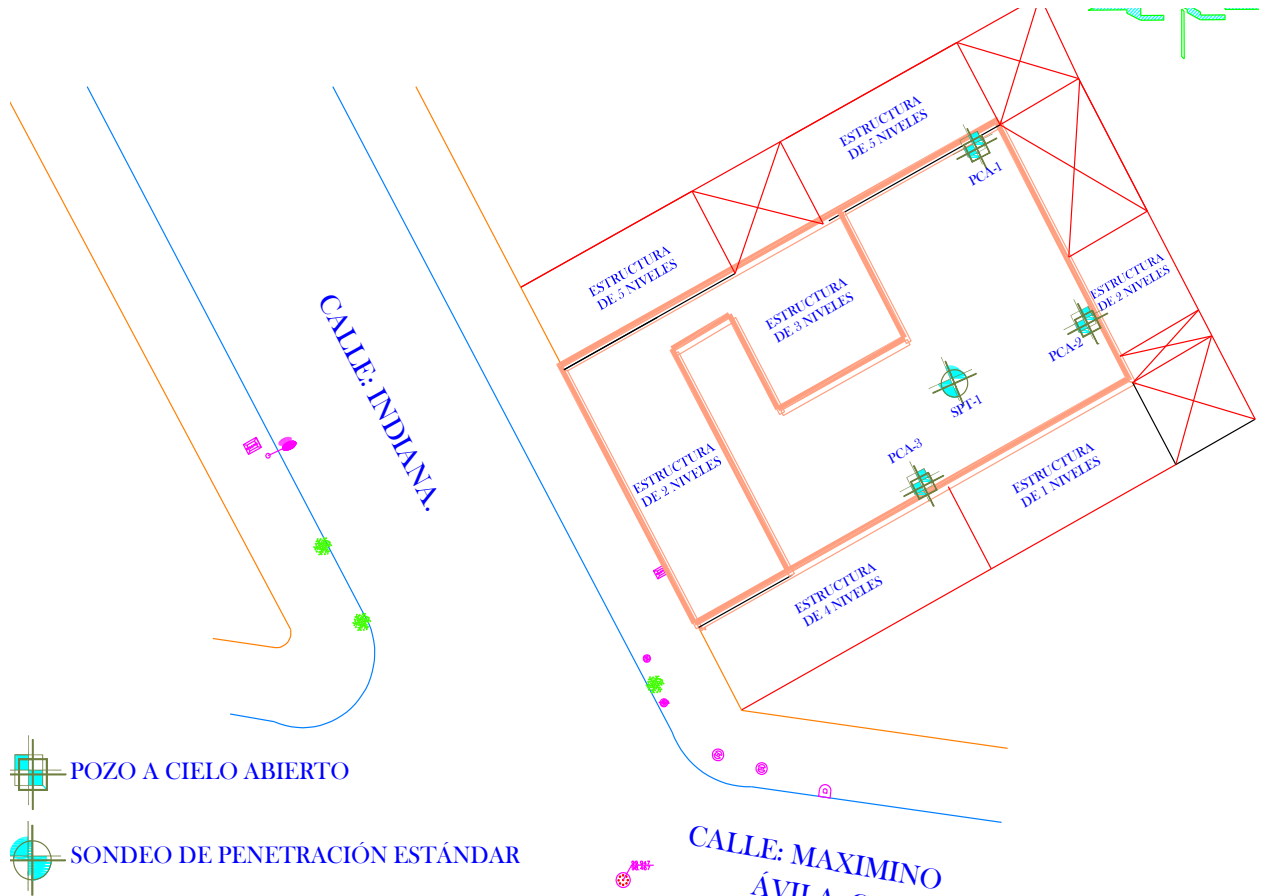 ESTRUCTURA
DE 5 NIVELES
PCA-1
ESTRUCTURA
DE 5 NIVELES
ESTRUCTURA
DE 3 NIVELES
ESTRUCTURA
DE 2 NIVELES
PCA-2
SPT-1
CALLE: INDIANA.
PCA-3
ESTRUCTURA
DE 2 NIVELES
ESTRUCTURA
DE 1 NIVELES
ESTRUCTURA
DE 4 NIVELES
POZO A CIELO ABIERTO
SONDEO DE PENETRACIÓN ESTÁNDAR
CALLE: MAXIMINO
ÁVILA